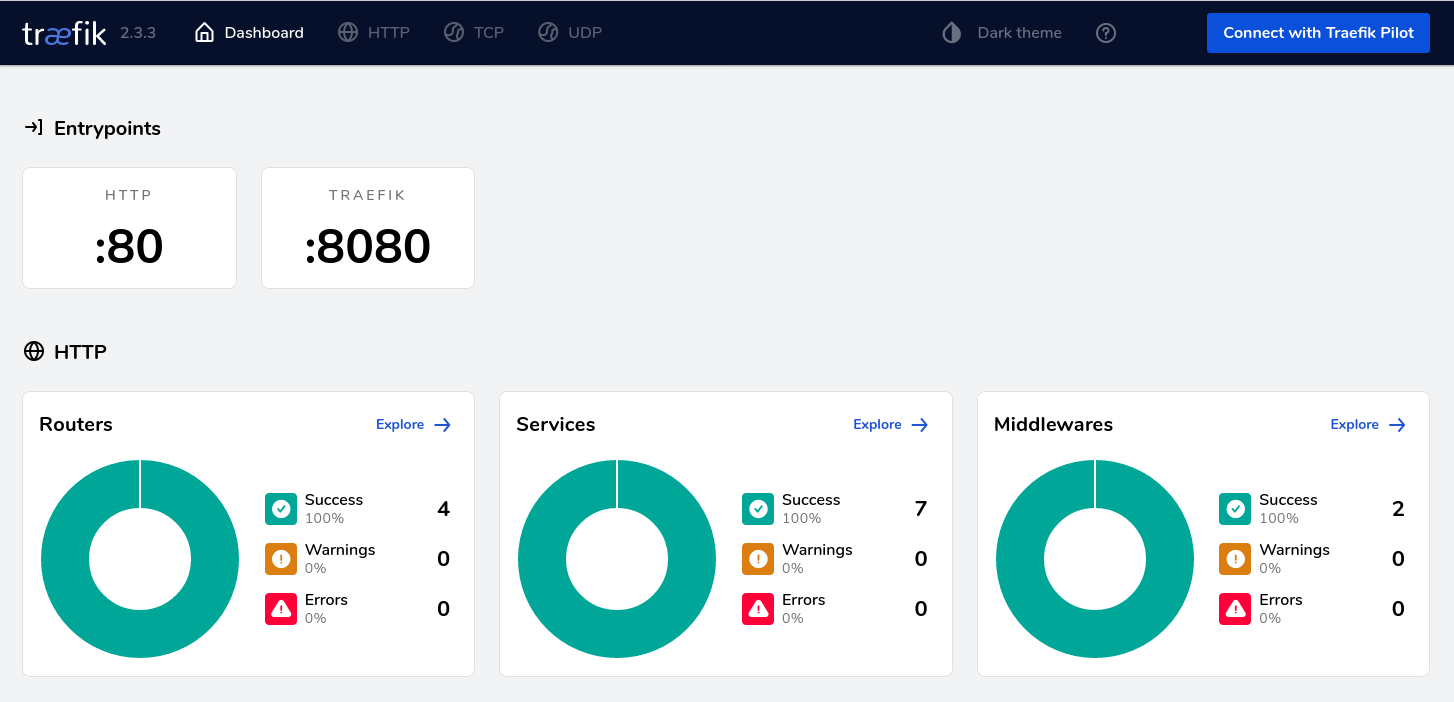 træfik 2.3.3 Dashboard HTTP TCP UDP Dark theme Connect with Traefik Pilot
Entrypoints
HTTP TRAEFIK
:80 :8080
HTTP
Routers Explore
Success 4
100%
Warnings 0
0%
Errors 0
0%
Services Explore
Success 7
100%
Warnings 0
0%
Errors 0
0%
Middlewares Explore
Success 2
100%
Warnings 0
0%
Errors 0
0%